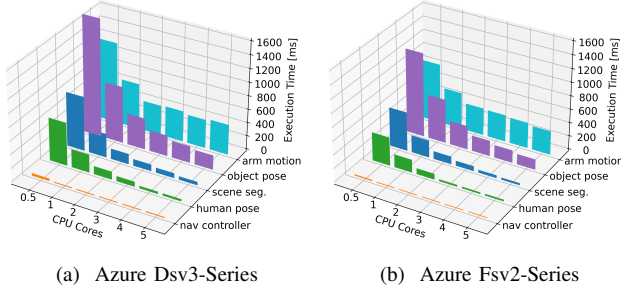 1600
1400
1200
1000
800
600
400
200
0
Execution Time [ms]
arm motion
object pose
scene seg.
human pose
nav controller
0.5
1
2
3
4
5
CPU Cores
1600
1400
1200
1000
800
600
400
200
0
Execution Time [ms]
arm motion
object pose
scene seg.
human pose
nav controller
0.5
1
2
3
4
5
CPU Cores
(a) Azure Dsv3-Series
(b) Azure Fsv2-Series